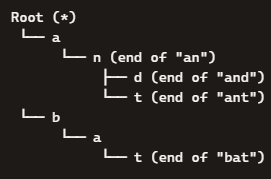 Root (*)
└── a
    └── n (end of "an")
        ├── d (end of "and")
        └── t (end of "ant")
└── b
    └── a
        └── t (end of "bat")